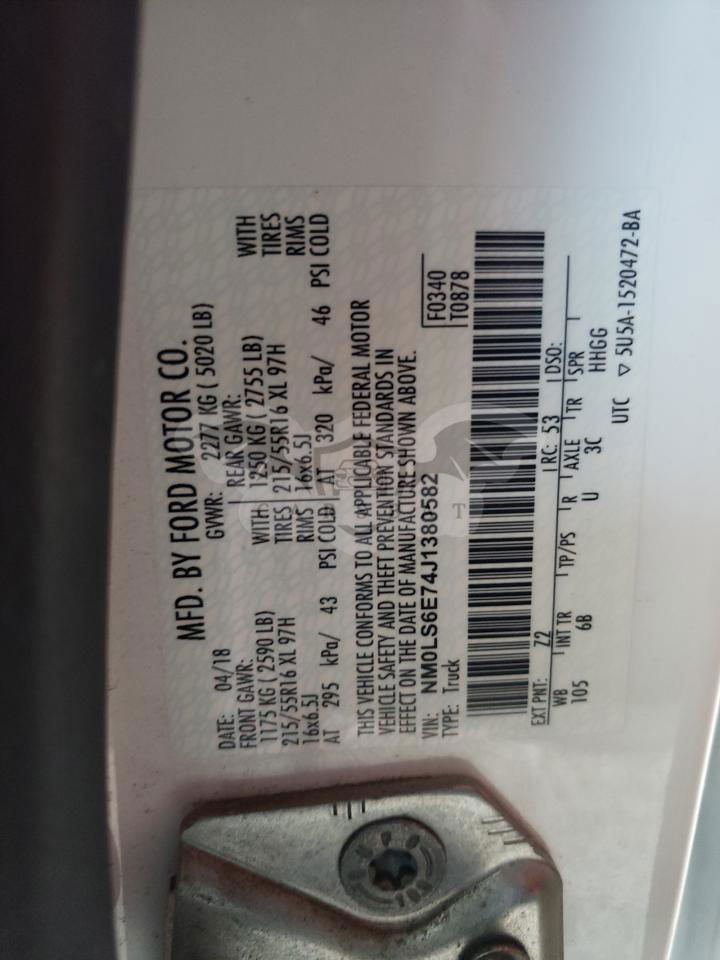 MFD. BY FORD MOTOR CO.
DATE: 04/18 GVWR: 2277 KG ( 5020 LB)
FRONT GAWR: REAR GAWR:
1175 KG ( 2590 LB) WITH 1250 KG ( 2755 LB) WITH
215/55R16 XL 97H TIRES 215/55R16 XL 97H TIRES
16x6.5J RIMS 16x6.5J RIMS
AT 295 kPa/ 43 PSI COLD AT 320 kPa/ 46 PSI COLD
THIS VEHICLE CONFORMS TO ALL APPLICABLE FEDERAL MOTOR
VEHICLE SAFETY AND THEFT PREVENTION STANDARDS IN
EFFECT ON THE DATE OF MANUFACTURE SHOWN ABOVE.
VIN: NM0LS6E74J1380582 F0340
TYPE: Truck T0878
EXT PNT: Z2 RC: 53 DSO:
WB INT TR TP/PS R AXLE TR SPR
105 6B U 3C HHGG
UTC ▽ 5U5A-1520472-BA
100
T